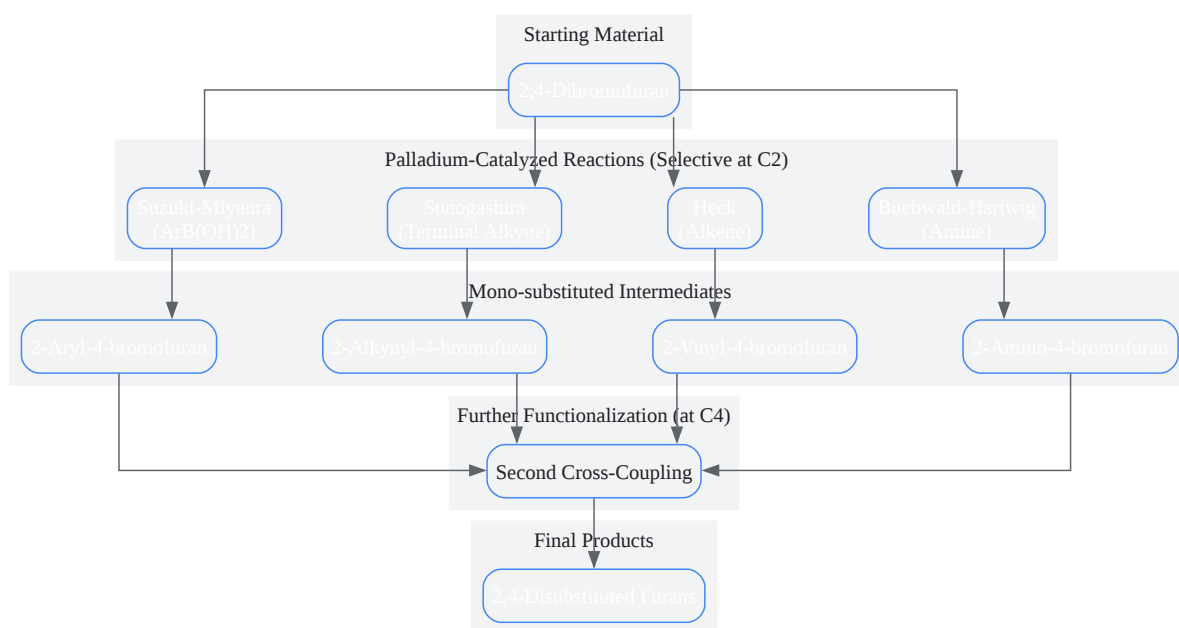 Starting Material
2,4-Dibromofuran
Palladium-Catalyzed Reactions (Selective at C2)
Suzuki-Miyaura
(ArB(OH)2)
Sonogashira
(Terminal Alkyne)
Heck
(Alkene)
Buchwald-Hartwig
(Amine)
Mono-substituted Intermediates
2-Aryl-4-bromofuran
2-Alkynyl-4-bromofuran
2-Vinyl-4-bromofuran
2-Amino-4-bromofuran
Further Functionalization (at C4)
Second Cross-Coupling
Final Products
2,4-Disubstituted Furans